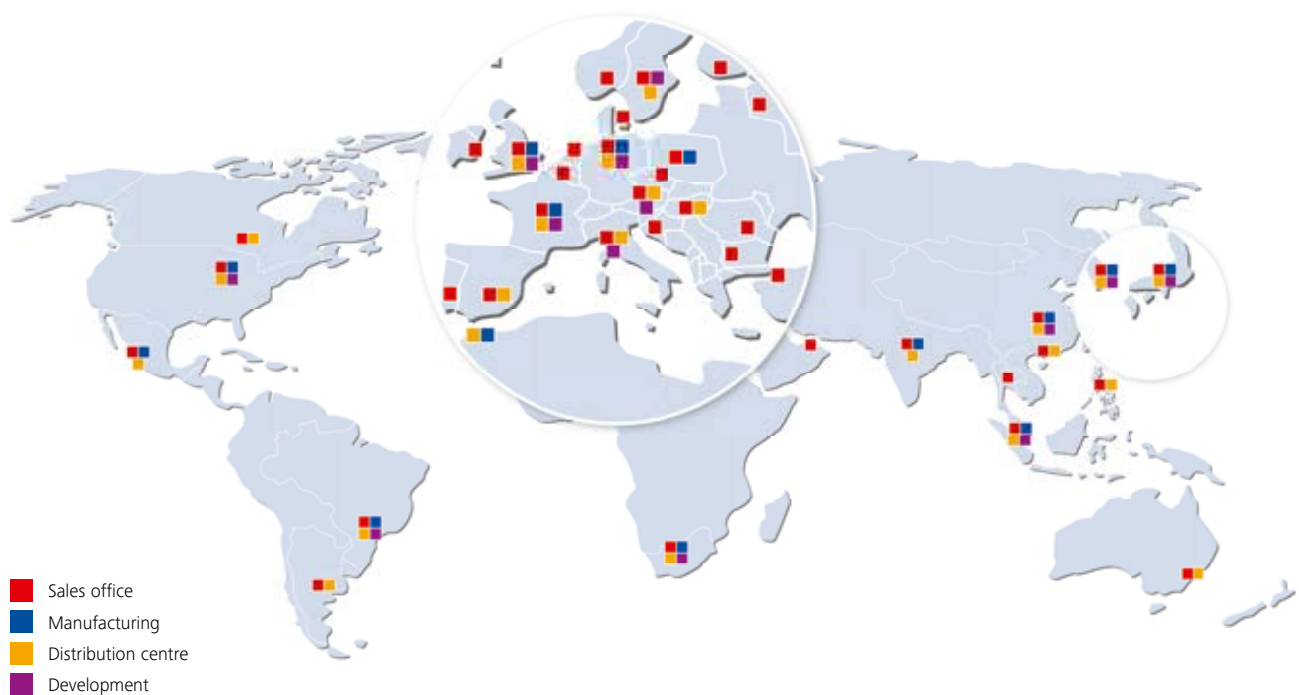 Sales office
Manufacturing
Distribution centre
Development